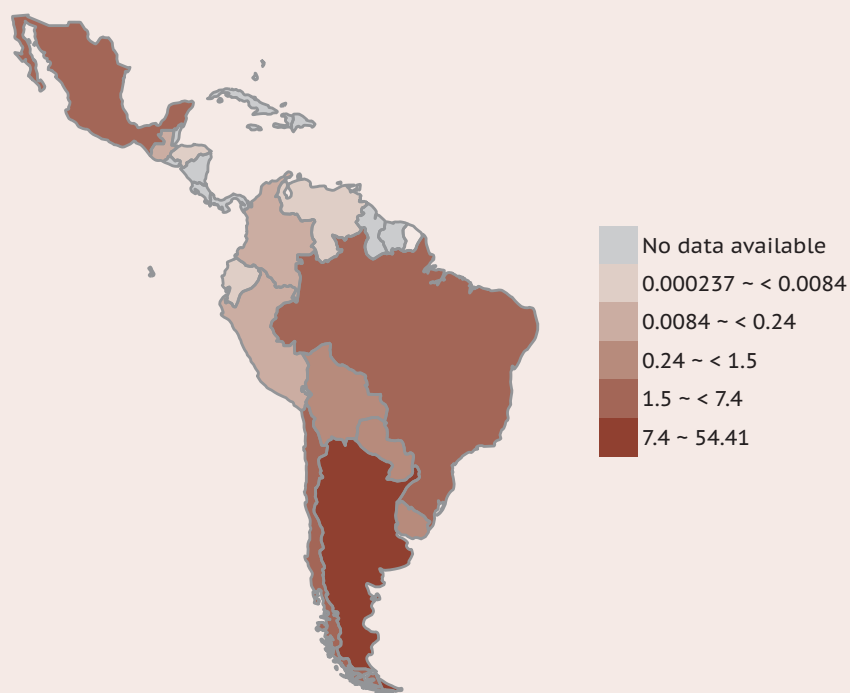 No data available
0.000237 ~ < 0.0084
0.0084 ~ < 0.24
0.24 ~ < 1.5
1.5 ~ < 7.4
7.4 ~ 54.41